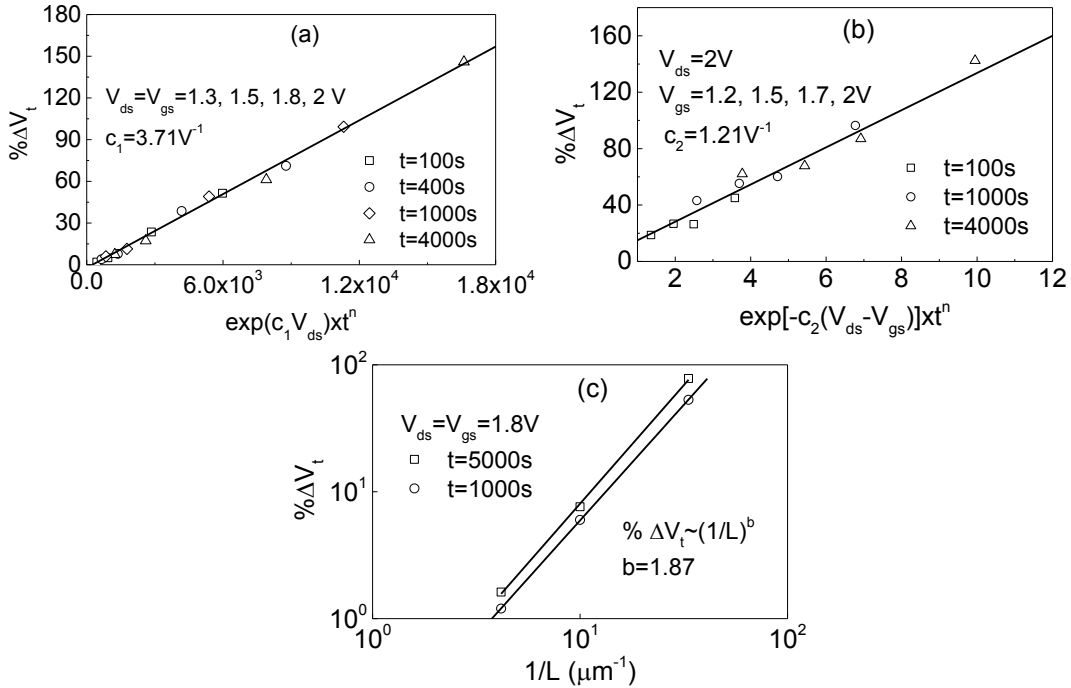 (a)
%ΔV_t
180
150
120
90
60
30
0
V_ds=V_gs=1.3, 1.5, 1.8, 2 V
c_1=3.71V^-1
t=100s
t=400s
t=1000s
t=4000s
0.0 6.0x10^3 1.2x10^4 1.8x10^4
exp(c_1V_ds)xt^n
(b)
%ΔV_t
160
120
80
40
0
V_ds=2V
V_gs=1.2, 1.5, 1.7, 2V
c_2=1.21V^-1
t=100s
t=1000s
t=4000s
2 4 6 8 10 12
exp[-c_2(V_ds-V_gs)]xt^n
(c)
%ΔV_t
10^2
10^1
10^0
V_ds=V_gs=1.8V
t=5000s
t=1000s
% ΔV_t~(1/L)^b
b=1.87
10^0 10^1 10^2
1/L (μm^-1)